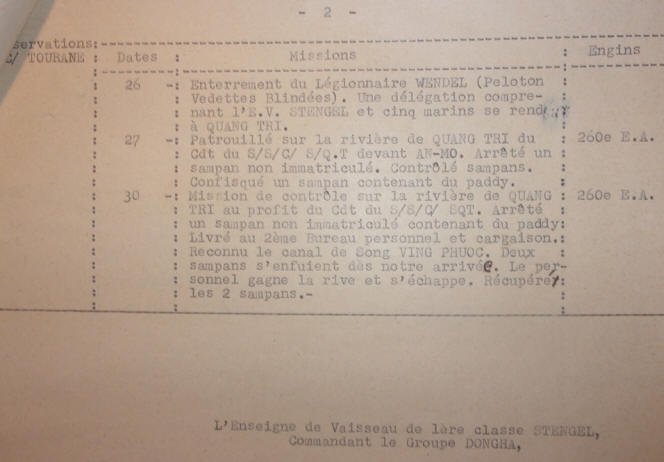 - 2 -
servations:
/ TOURANE : Dates : Missions : Engins
26 -: Enterrement du Légionnaire WENDEL (Peloton :
Vedettes Blindées). Une délégation compre- :
nant l'E.V. STENGEL et cinq marins se rend :
à QUANG TRI. :
27 -: Patrouillé sur la rivière de QUANG TRI du : 260e E.A.
Cdt du S/S/C/ S/Q.T devant AN-MO. Arrêté un :
sampan non immatriculé. Contrôlé sampans. :
Confisqué un sampan contenant du paddy. :
30 -: Mission de contrôle sur la rivière de QUANG : 260e E.A.
TRI au profit du Cdt du S/S/C/ SQT. Arrêté :
un sampan non immatriculé contenant du paddy:
Livré au 2ème Bureau personnel et cargaison.:
Reconnu le canal de Song VING PHUOC. Deux :
sampans s'enfuient dès notre arrivée. Le per-:
sonnel gagne la rive et s'échappe. Récupéré :
les 2 sampans.- :
L'Enseigne de Vaisseau de 1ère classe STENGEL,
Commandant le Groupe DONGHA,